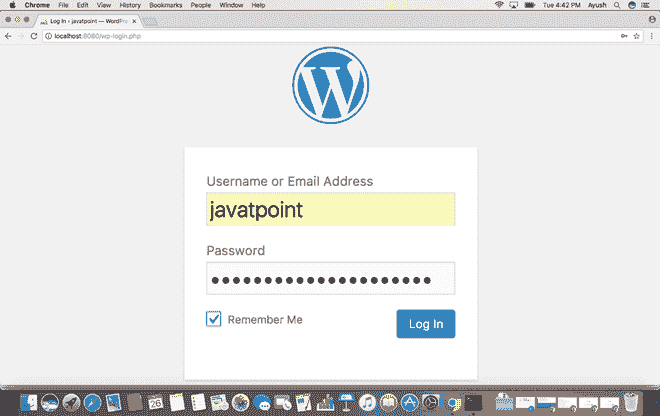 Chrome File Edit View History Bookmarks People Window Help Tue 4:42 PM Ayush
Log In ‹ javatpoint — WordPre
Ayush
localhost:8080/wp-login.php
Username or Email Address
javatpoint
Password
••••••••••••••••••••
Remember Me
Log In
26